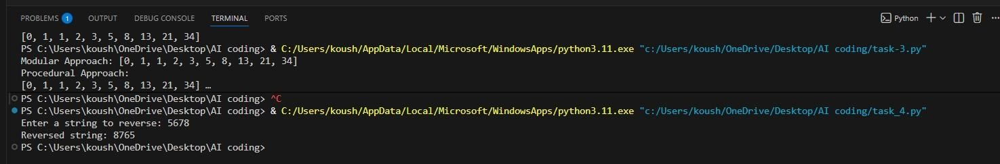 PROBLEMS 1 OUTPUT DEBUG CONSOLE TERMINAL PORTS Python
[0, 1, 1, 2, 3, 5, 8, 13, 21, 34]
PS C:\Users\koush\OneDrive\Desktop\AI coding> & C:/Users/koush/AppData/Local/Microsoft/WindowsApps/python3.11.exe "c:/Users/koush/OneDrive/Desktop/AI coding/task-3.py"
Modular Approach: [0, 1, 1, 2, 3, 5, 8, 13, 21, 34]
Procedural Approach:
[0, 1, 1, 2, 3, 5, 8, 13, 21, 34] …
PS C:\Users\koush\OneDrive\Desktop\AI coding> ^C
PS C:\Users\koush\OneDrive\Desktop\AI coding> & C:/Users/koush/AppData/Local/Microsoft/WindowsApps/python3.11.exe "c:/Users/koush/OneDrive/Desktop/AI coding/task_4.py"
Enter a string to reverse: 5678
Reversed string: 8765
PS C:\Users\koush\OneDrive\Desktop\AI coding>